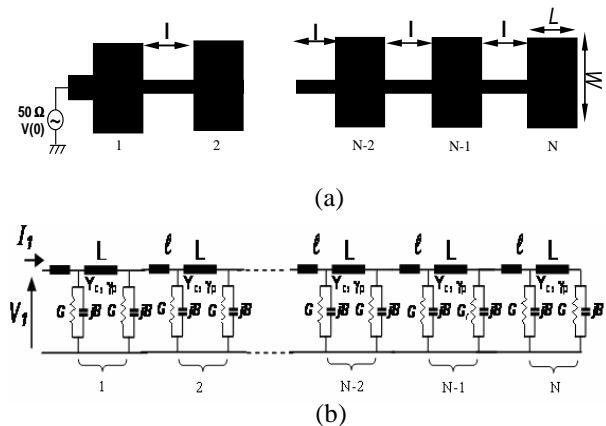 l l l l L
50 Ω
V(0)
W
1 2 N-2 N-1 N
(a)
I1 ℓ L ℓ L ℓ L ℓ L
L
Yc, γp Yc, γp Yc, γp Yc, γp Yc, γp
V1 G jB G jB G jB G jB G jB G jB Gr jB G jB G jB
G jB
1 2 N-2 N-1 N
(b)